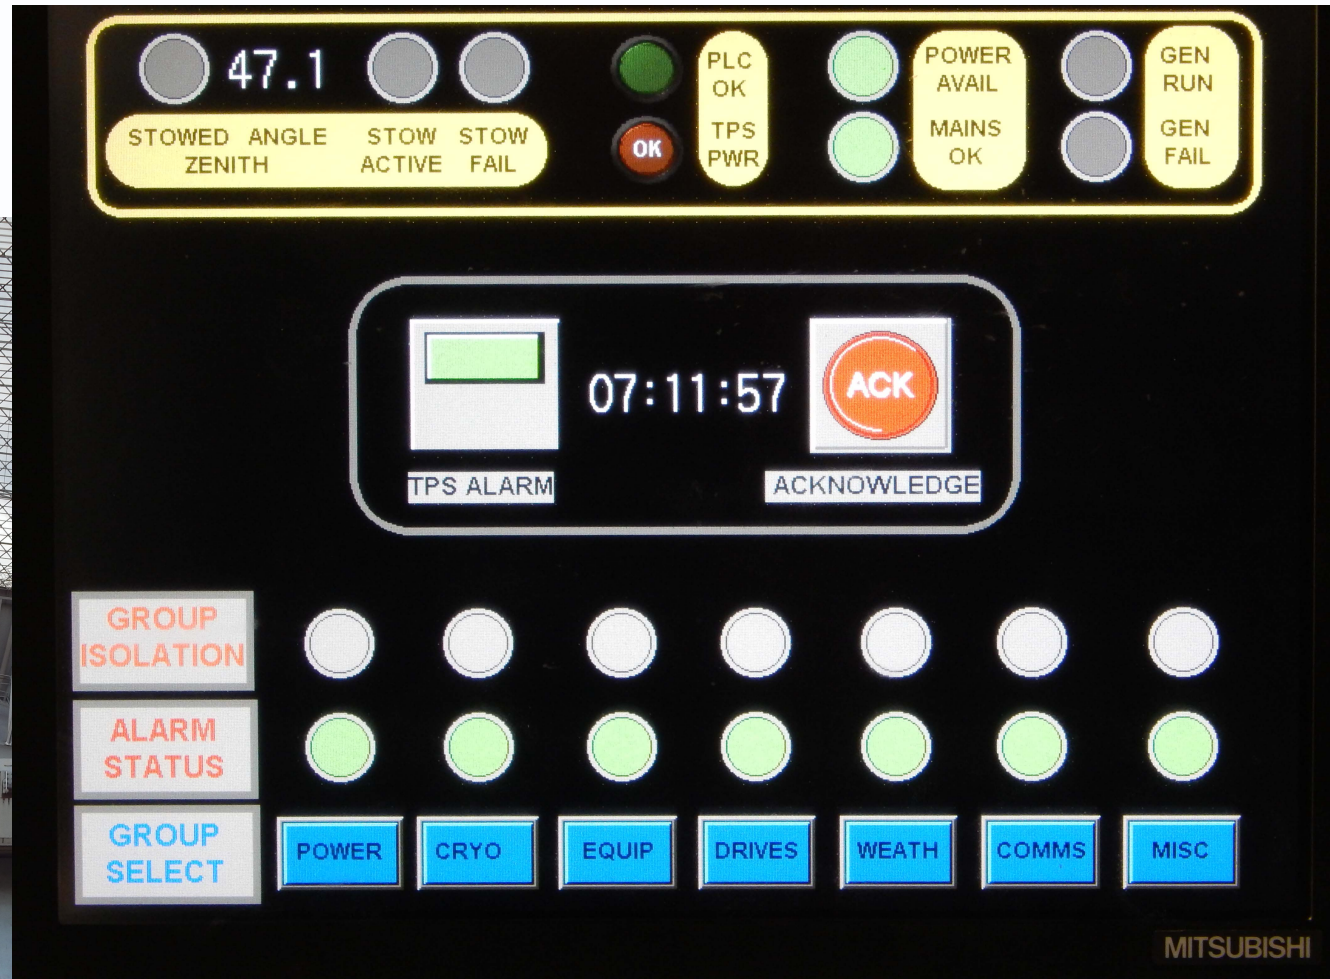 47.1
STOWED ANGLE
ZENITH
STOW
ACTIVE
STOW
FAIL
OK
PLC
OK
TPS
PWR
POWER
AVAIL
MAINS
OK
GEN
RUN
GEN
FAIL
07:11:57
ACK
TPS ALARM
ACKNOWLEDGE
GROUP
ISOLATION
ALARM
STATUS
GROUP
SELECT
POWER CRYO EQUIP DRIVES WEATH COMMS MISC
MITSUBISHI